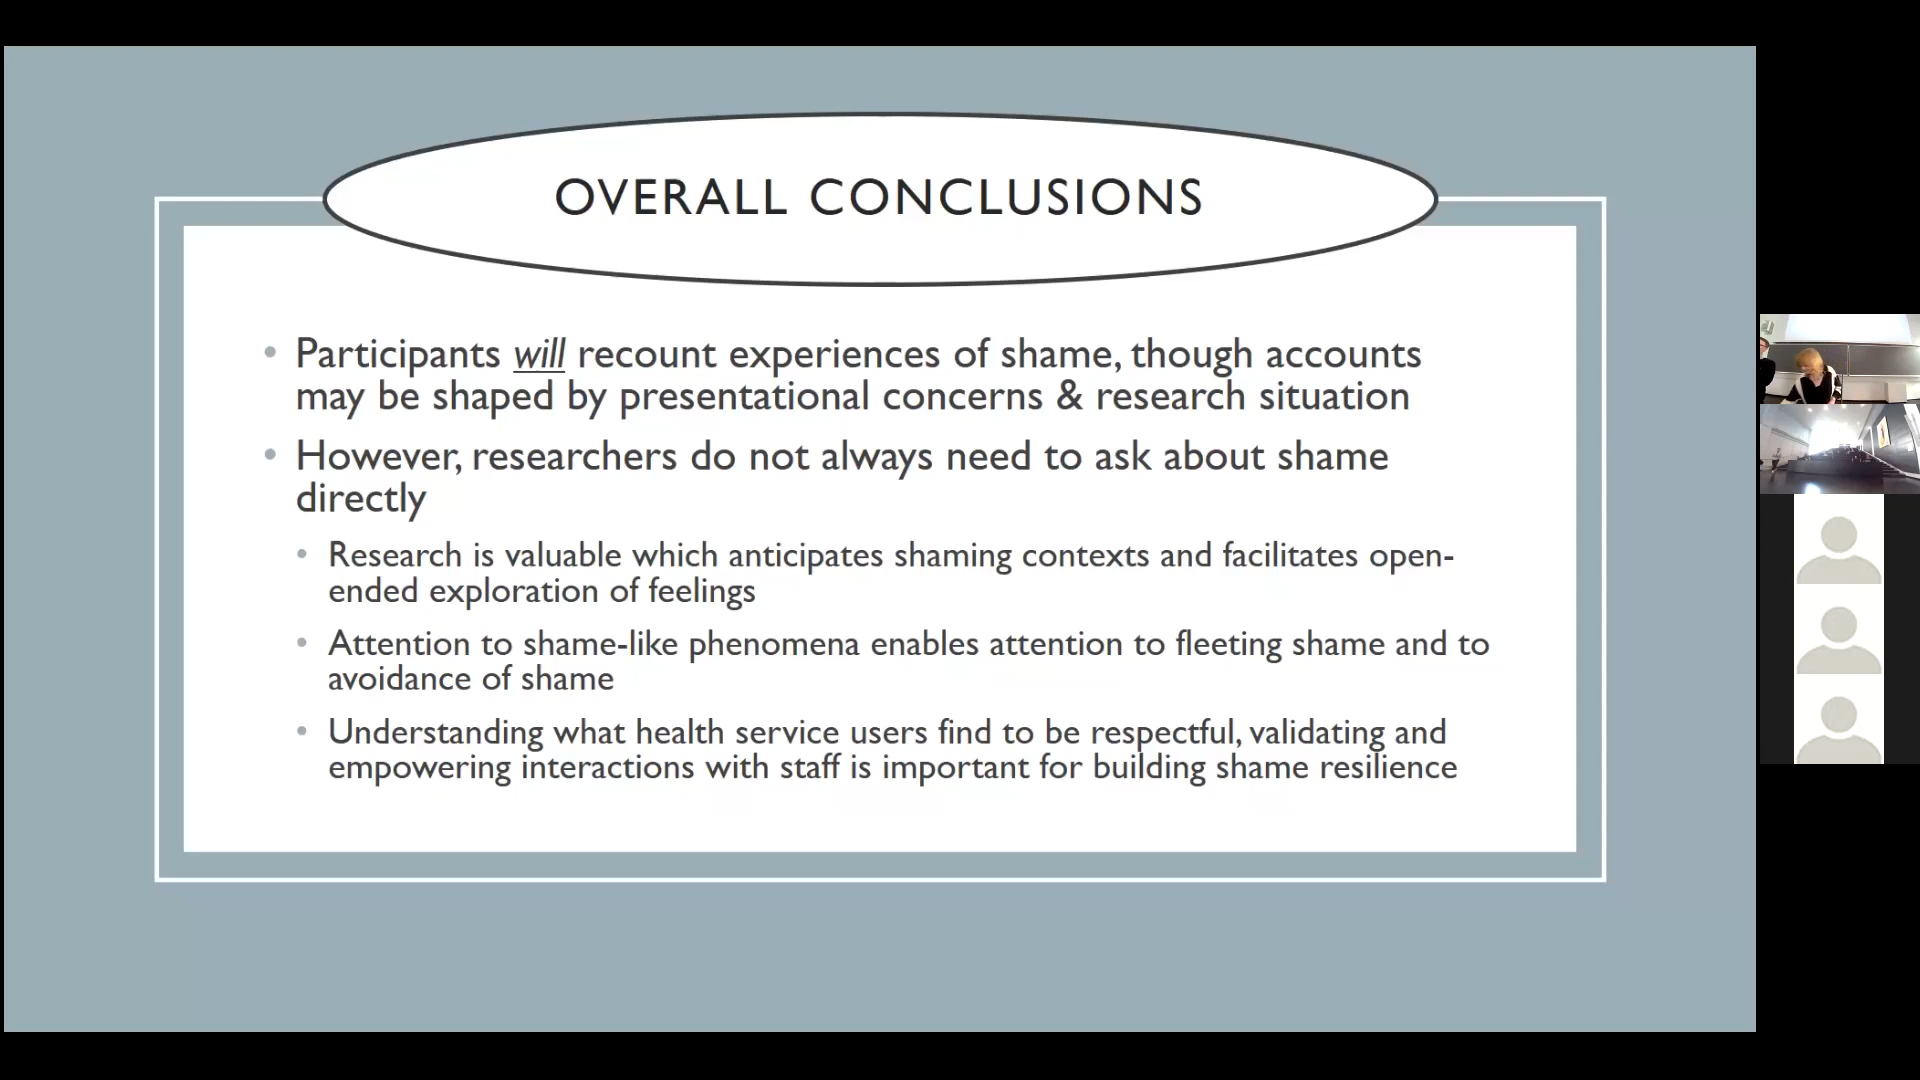 OVERALL CONCLUSIONS
• Participants will recount experiences of shame, though accounts
may be shaped by presentational concerns & research situation
• However, researchers do not always need to ask about shame
directly
• Research is valuable which anticipates shaming contexts and facilitates open-
ended exploration of feelings
• Attention to shame-like phenomena enables attention to fleeting shame and to
avoidance of shame
• Understanding what health service users find to be respectful, validating and
empowering interactions with staff is important for building shame resilience